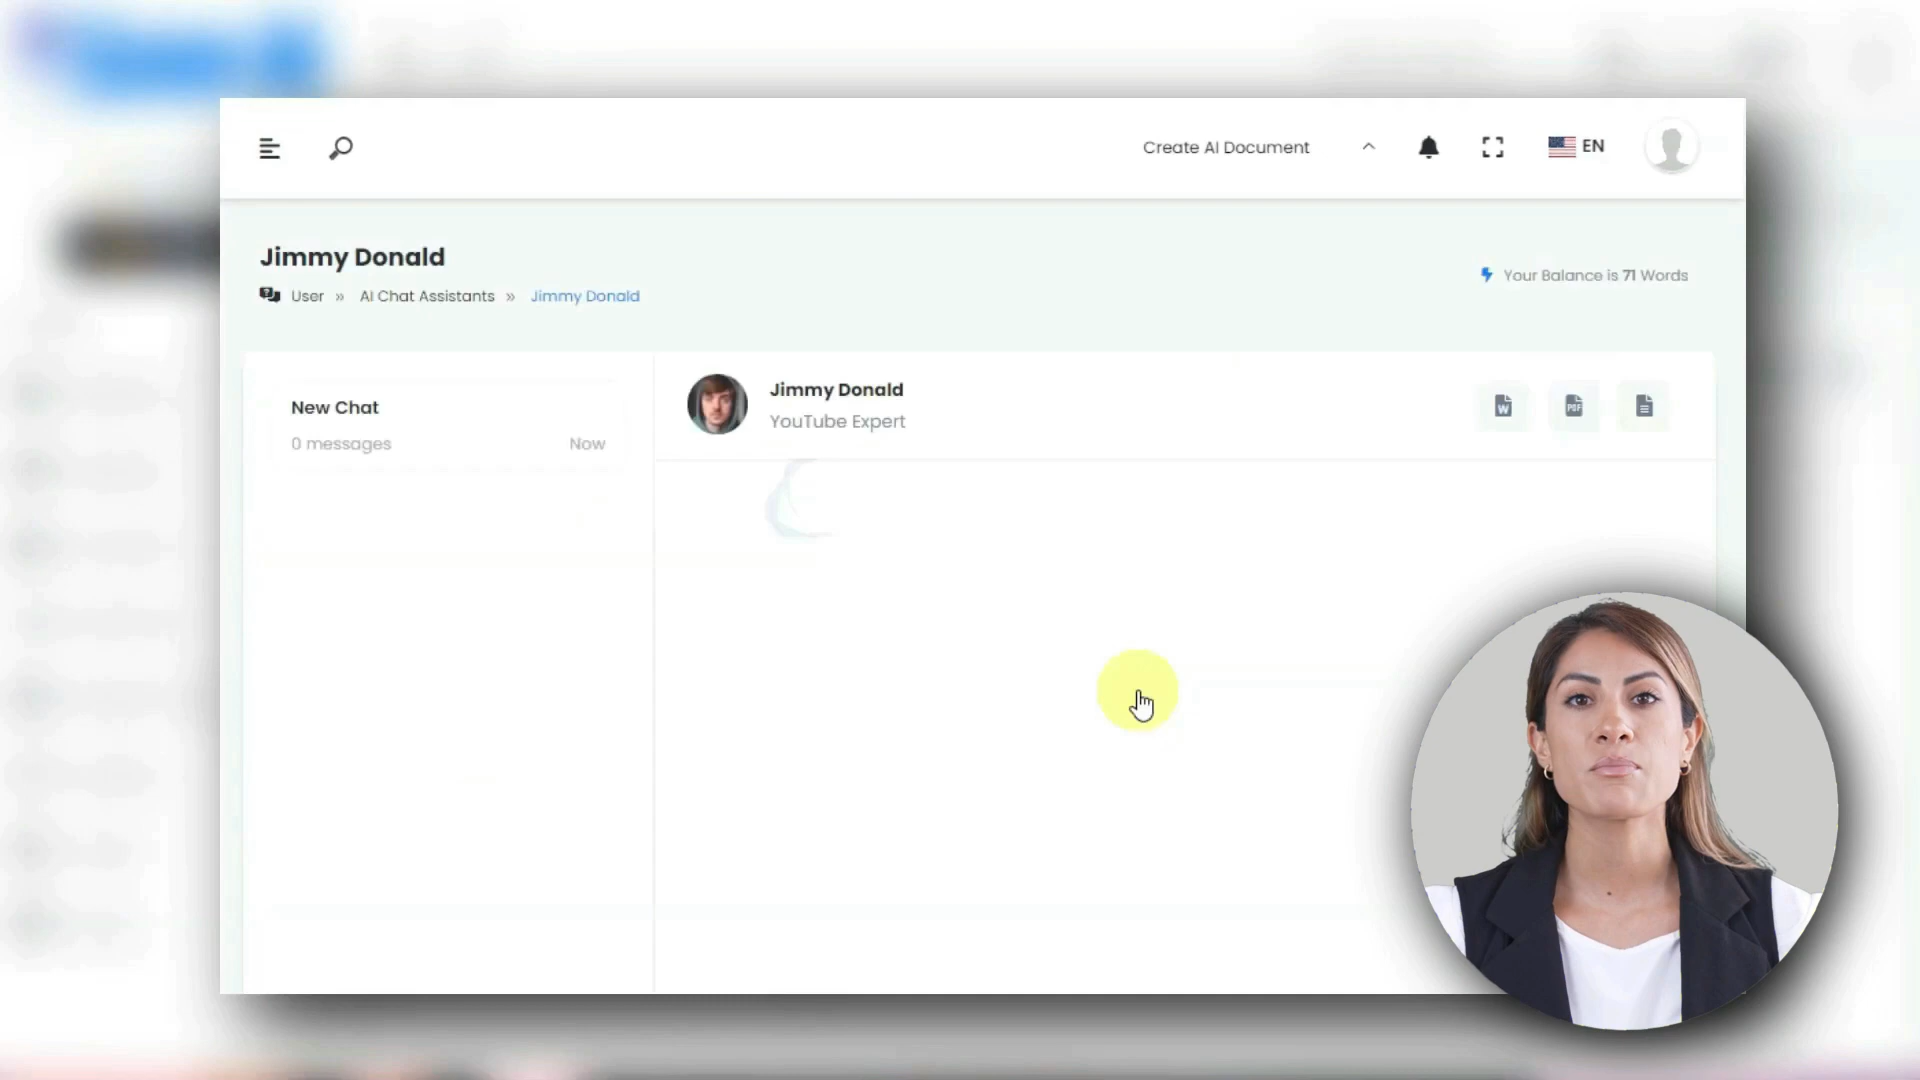 Create AI Document
EN
Jimmy Donald
User » AI Chat Assistants » Jimmy Donald
Your Balance is 71 Words
New Chat
0 messages
Now
Jimmy Donald
YouTube Expert
W
PDF